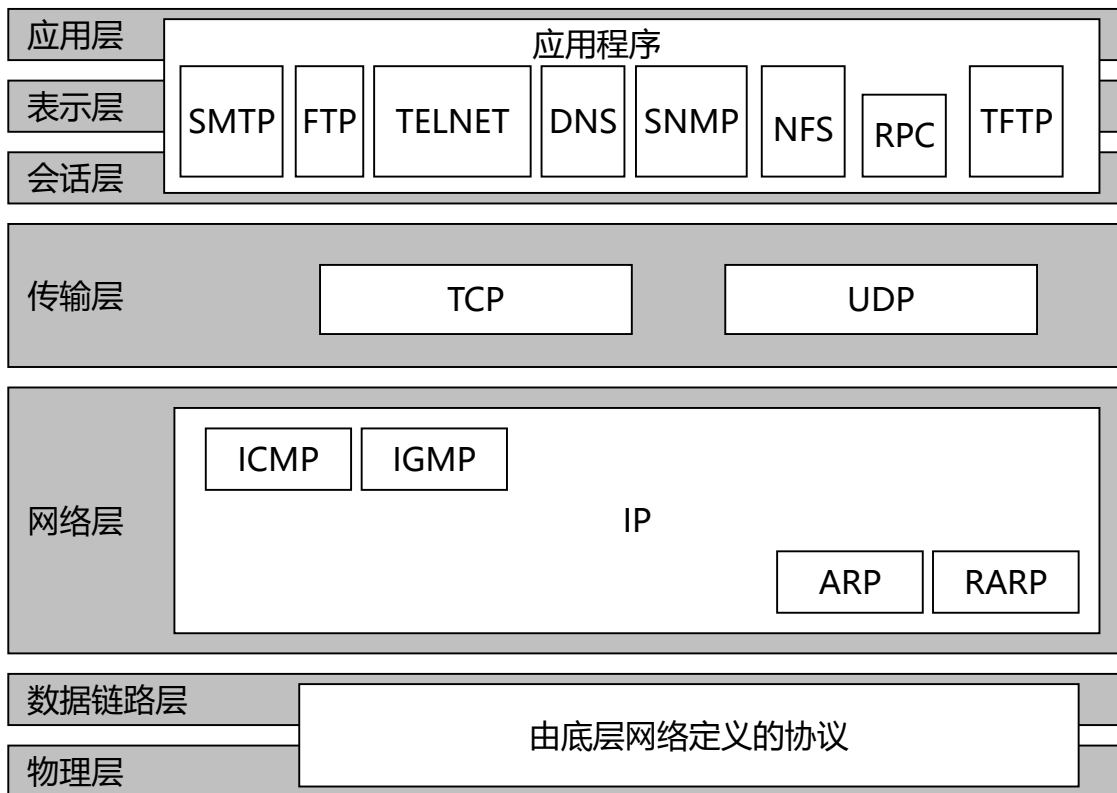 应用层
应用程序
表示层
SMTP FTP TELNET DNS SNMP NFS RPC TFTP
会话层
传输层
TCP UDP
ICMP IGMP
网络层
IP
ARP RARP
数据链路层
由底层网络定义的协议
物理层